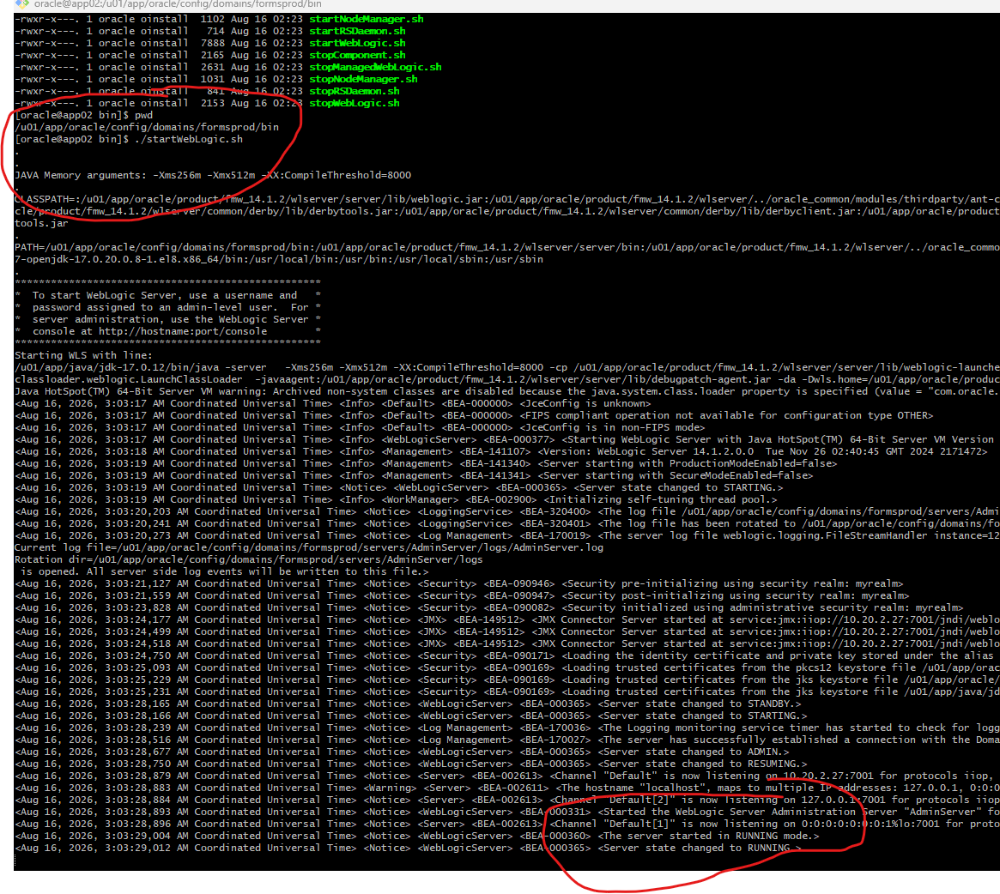 oracle@app02:/u01/app/oracle/config/domains/formsprod/bin
-rwxr-x---. 1 oracle oinstall  1102 Aug 16 02:23 startNodeManager.sh
-rwxr-x---. 1 oracle oinstall   714 Aug 16 02:23 startRSDaemon.sh
-rwxr-x---. 1 oracle oinstall  7888 Aug 16 02:23 startWebLogic.sh
-rwxr-x---. 1 oracle oinstall  2165 Aug 16 02:23 stopComponent.sh
-rwxr-x---. 1 oracle oinstall  2631 Aug 16 02:23 stopManagedWebLogic.sh
-rwxr-x---. 1 oracle oinstall  1031 Aug 16 02:23 stopNodeManager.sh
-rwxr-x---. 1 oracle oinstall   841 Aug 16 02:23 stopRSDaemon.sh
-rwxr-x---. 1 oracle oinstall  2153 Aug 16 02:23 stopWebLogic.sh
[oracle@app02 bin]$ pwd
/u01/app/oracle/config/domains/formsprod/bin
[oracle@app02 bin]$ ./startWebLogic.sh
.
.
JAVA Memory arguments: -Xms256m -Xmx512m -XX:CompileThreshold=8000
.
CLASSPATH=:/u01/app/oracle/product/fmw_14.1.2/wlserver/server/lib/weblogic.jar:/u01/app/oracle/product/fmw_14.1.2/wlserver/../oracle_common/modules/thirdparty/ant-c
cle/product/fmw_14.1.2/wlserver/common/derby/lib/derbytools.jar:/u01/app/oracle/product/fmw_14.1.2/wlserver/common/derby/lib/derbyclient.jar:/u01/app/oracle/product
tools.jar
.
PATH=/u01/app/oracle/config/domains/formsprod/bin:/u01/app/oracle/product/fmw_14.1.2/wlserver/server/bin:/u01/app/oracle/product/fmw_14.1.2/wlserver/../oracle_commo
7-openjdk-17.0.20.0.8-1.el8.x86_64/bin:/usr/local/bin:/usr/bin:/usr/local/sbin:/usr/sbin
.
***************************************************
*  To start WebLogic Server, use a username and   *
*  password assigned to an admin-level user.  For *
*  server administration, use the WebLogic Server *
*  console at http://hostname:port/console        *
***************************************************
Starting WLS with line:
/u01/app/java/jdk-17.0.12/bin/java -server   -Xms256m -Xmx512m -XX:CompileThreshold=8000 -cp /u01/app/oracle/product/fmw_14.1.2/wlserver/server/lib/weblogic-launche
classloader.weblogic.LaunchClassLoader  -javaagent:/u01/app/oracle/product/fmw_14.1.2/wlserver/server/lib/debugpatch-agent.jar -da -Dwls.home=/u01/app/oracle/produc
Java HotSpot(TM) 64-Bit Server VM warning: Archived non-system classes are disabled because the java.system.class.loader property is specified (value = "com.oracle.
<Aug 16, 2026, 3:03:17 AM Coordinated Universal Time> <Info> <Default> <BEA-000000> <JceConfig is unknown>
<Aug 16, 2026, 3:03:17 AM Coordinated Universal Time> <Info> <Default> <BEA-000000> <FIPS compliant operation not available for configuration type OTHER>
<Aug 16, 2026, 3:03:17 AM Coordinated Universal Time> <Info> <Default> <BEA-000000> <JceConfig is in non-FIPS mode>
<Aug 16, 2026, 3:03:17 AM Coordinated Universal Time> <Info> <WebLogicServer> <BEA-000377> <Starting WebLogic Server with Java HotSpot(TM) 64-Bit Server VM Version
<Aug 16, 2026, 3:03:18 AM Coordinated Universal Time> <Info> <Management> <BEA-141107> <Version: WebLogic Server 14.1.2.0.0  Tue Nov 26 02:40:45 GMT 2024 2171472>
<Aug 16, 2026, 3:03:19 AM Coordinated Universal Time> <Info> <Management> <BEA-141340> <Server starting with ProductionModeEnabled=false>
<Aug 16, 2026, 3:03:19 AM Coordinated Universal Time> <Info> <Management> <BEA-141341> <Server starting with SecureModeEnabled=false>
<Aug 16, 2026, 3:03:19 AM Coordinated Universal Time> <Notice> <WebLogicServer> <BEA-000365> <Server state changed to STARTING.>
<Aug 16, 2026, 3:03:19 AM Coordinated Universal Time> <Info> <WorkManager> <BEA-002900> <Initializing self-tuning thread pool.>
<Aug 16, 2026, 3:03:20,203 AM Coordinated Universal Time> <Notice> <LoggingService> <BEA-320400> <The log file /u01/app/oracle/config/domains/formsprod/servers/Admi
<Aug 16, 2026, 3:03:20,241 AM Coordinated Universal Time> <Notice> <LoggingService> <BEA-320401> <The log file has been rotated to /u01/app/oracle/config/domains/fo
<Aug 16, 2026, 3:03:20,273 AM Coordinated Universal Time> <Notice> <Log Management> <BEA-170019> <The server log file weblogic.logging.FileStreamHandler instance=12
Current log file=/u01/app/oracle/config/domains/formsprod/servers/AdminServer/logs/AdminServer.log
Rotation dir=/u01/app/oracle/config/domains/formsprod/servers/AdminServer/logs
 is opened. All server side log events will be written to this file.>
<Aug 16, 2026, 3:03:21,127 AM Coordinated Universal Time> <Notice> <Security> <BEA-090946> <Security pre-initializing using security realm: myrealm>
<Aug 16, 2026, 3:03:21,559 AM Coordinated Universal Time> <Notice> <Security> <BEA-090947> <Security post-initializing using security realm: myrealm>
<Aug 16, 2026, 3:03:23,828 AM Coordinated Universal Time> <Notice> <Security> <BEA-090082> <Security initialized using administrative security realm: myrealm>
<Aug 16, 2026, 3:03:24,177 AM Coordinated Universal Time> <Notice> <JMX> <BEA-149512> <JMX Connector Server started at service:jmx:iiop://10.20.2.27:7001/jndi/weblo
<Aug 16, 2026, 3:03:24,499 AM Coordinated Universal Time> <Notice> <JMX> <BEA-149512> <JMX Connector Server started at service:jmx:iiop://10.20.2.27:7001/jndi/weblo
<Aug 16, 2026, 3:03:24,518 AM Coordinated Universal Time> <Notice> <JMX> <BEA-149512> <JMX Connector Server started at service:jmx:iiop://10.20.2.27:7001/jndi/weblo
<Aug 16, 2026, 3:03:24,750 AM Coordinated Universal Time> <Notice> <Security> <BEA-090171> <Loading the identity certificate and private key stored under the alias
<Aug 16, 2026, 3:03:25,093 AM Coordinated Universal Time> <Notice> <Security> <BEA-090169> <Loading trusted certificates from the pkcs12 keystore file /u01/app/orac
<Aug 16, 2026, 3:03:25,229 AM Coordinated Universal Time> <Notice> <Security> <BEA-090169> <Loading trusted certificates from the jks keystore file /u01/app/oracle/
<Aug 16, 2026, 3:03:25,231 AM Coordinated Universal Time> <Notice> <Security> <BEA-090169> <Loading trusted certificates from the jks keystore file /u01/app/java/jd
<Aug 16, 2026, 3:03:28,165 AM Coordinated Universal Time> <Notice> <WebLogicServer> <BEA-000365> <Server state changed to STANDBY.>
<Aug 16, 2026, 3:03:28,166 AM Coordinated Universal Time> <Notice> <WebLogicServer> <BEA-000365> <Server state changed to STARTING.>
<Aug 16, 2026, 3:03:28,239 AM Coordinated Universal Time> <Notice> <Log Management> <BEA-170036> <The Logging monitoring service timer has started to check for logg
<Aug 16, 2026, 3:03:28,516 AM Coordinated Universal Time> <Notice> <Log Management> <BEA-170027> <The server has successfully established a connection with the Doma
<Aug 16, 2026, 3:03:28,677 AM Coordinated Universal Time> <Notice> <WebLogicServer> <BEA-000365> <Server state changed to ADMIN.>
<Aug 16, 2026, 3:03:28,750 AM Coordinated Universal Time> <Notice> <WebLogicServer> <BEA-000365> <Server state changed to RESUMING.>
<Aug 16, 2026, 3:03:28,879 AM Coordinated Universal Time> <Notice> <Server> <BEA-002613> <Channel "Default" is now listening on 10.20.2.27:7001 for protocols iiop,
<Aug 16, 2026, 3:03:28,883 AM Coordinated Universal Time> <Warning> <Server> <BEA-002611> <The hostname "localhost", maps to multiple IP addresses: 127.0.0.1, 0:0:0
<Aug 16, 2026, 3:03:28,884 AM Coordinated Universal Time> <Notice> <Server> <BEA-002613> <Channel "Default[2]" is now listening on 127.0.0.1:7001 for protocols iiop
<Aug 16, 2026, 3:03:28,893 AM Coordinated Universal Time> <Notice> <WebLogicServer> <BEA-000331> <Started the WebLogic Server Administration Server "AdminServer" fo
<Aug 16, 2026, 3:03:28,896 AM Coordinated Universal Time> <Notice> <Server> <BEA-002613> <Channel "Default[1]" is now listening on 0:0:0:0:0:0:0:1%lo:7001 for proto
<Aug 16, 2026, 3:03:29,004 AM Coordinated Universal Time> <Notice> <WebLogicServer> <BEA-000360> <The server started in RUNNING mode.>
<Aug 16, 2026, 3:03:29,012 AM Coordinated Universal Time> <Notice> <WebLogicServer> <BEA-000365> <Server state changed to RUNNING.>